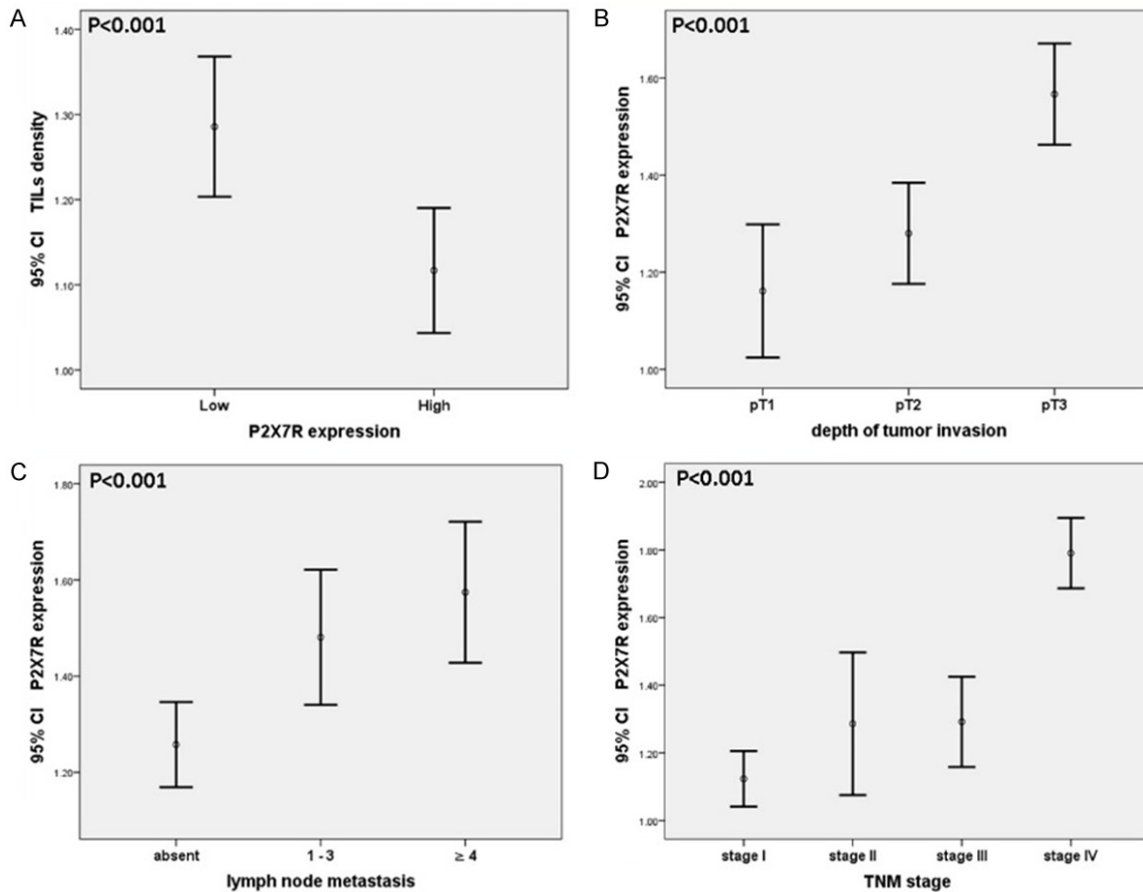 A
P<0.001
1.40
1.30
1.20
1.10
1.00
95% CI TILs density
Low High
P2X7R expression
B
P<0.001
1.60
1.40
1.20
1.00
95% CI P2X7R expression
pT1 pT2 pT3
depth of tumor invasion
C
P<0.001
1.80
1.60
1.40
1.20
95% CI P2X7R expression
absent 1 - 3 ≥ 4
lymph node metastasis
D
P<0.001
2.00
1.80
1.60
1.40
1.20
1.00
95% CI P2X7R expression
stage I stage II stage III stage IV
TNM stage